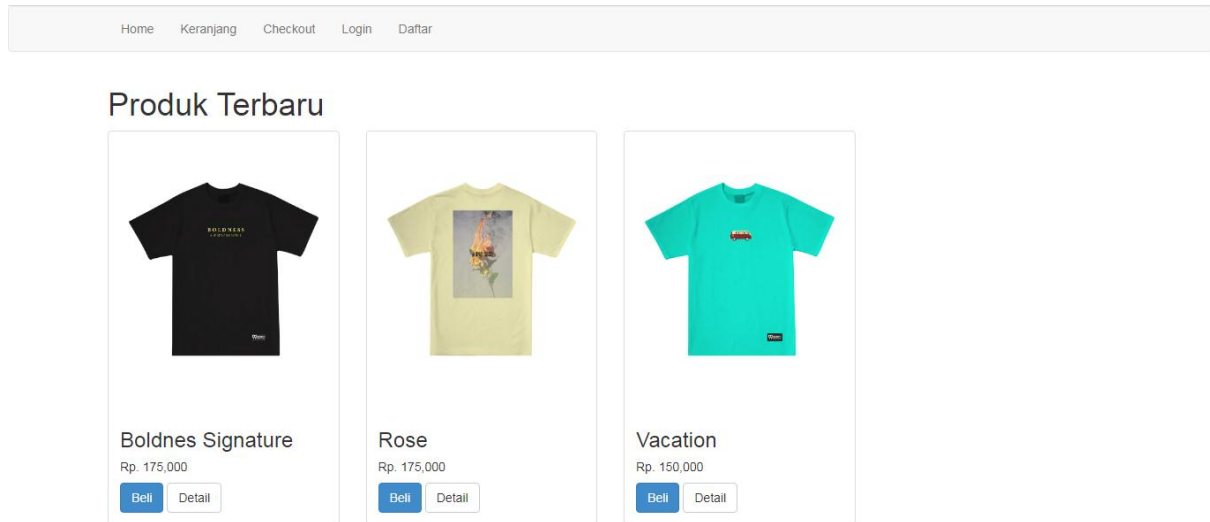 Home Keranjang Checkout Login Daftar
Produk Terbaru
BOLDNESS
Boldnes Signature
Rp. 175,000
Beli Detail
Rose
Rp. 175,000
Beli Detail
Vacation
Rp. 150,000
Beli Detail